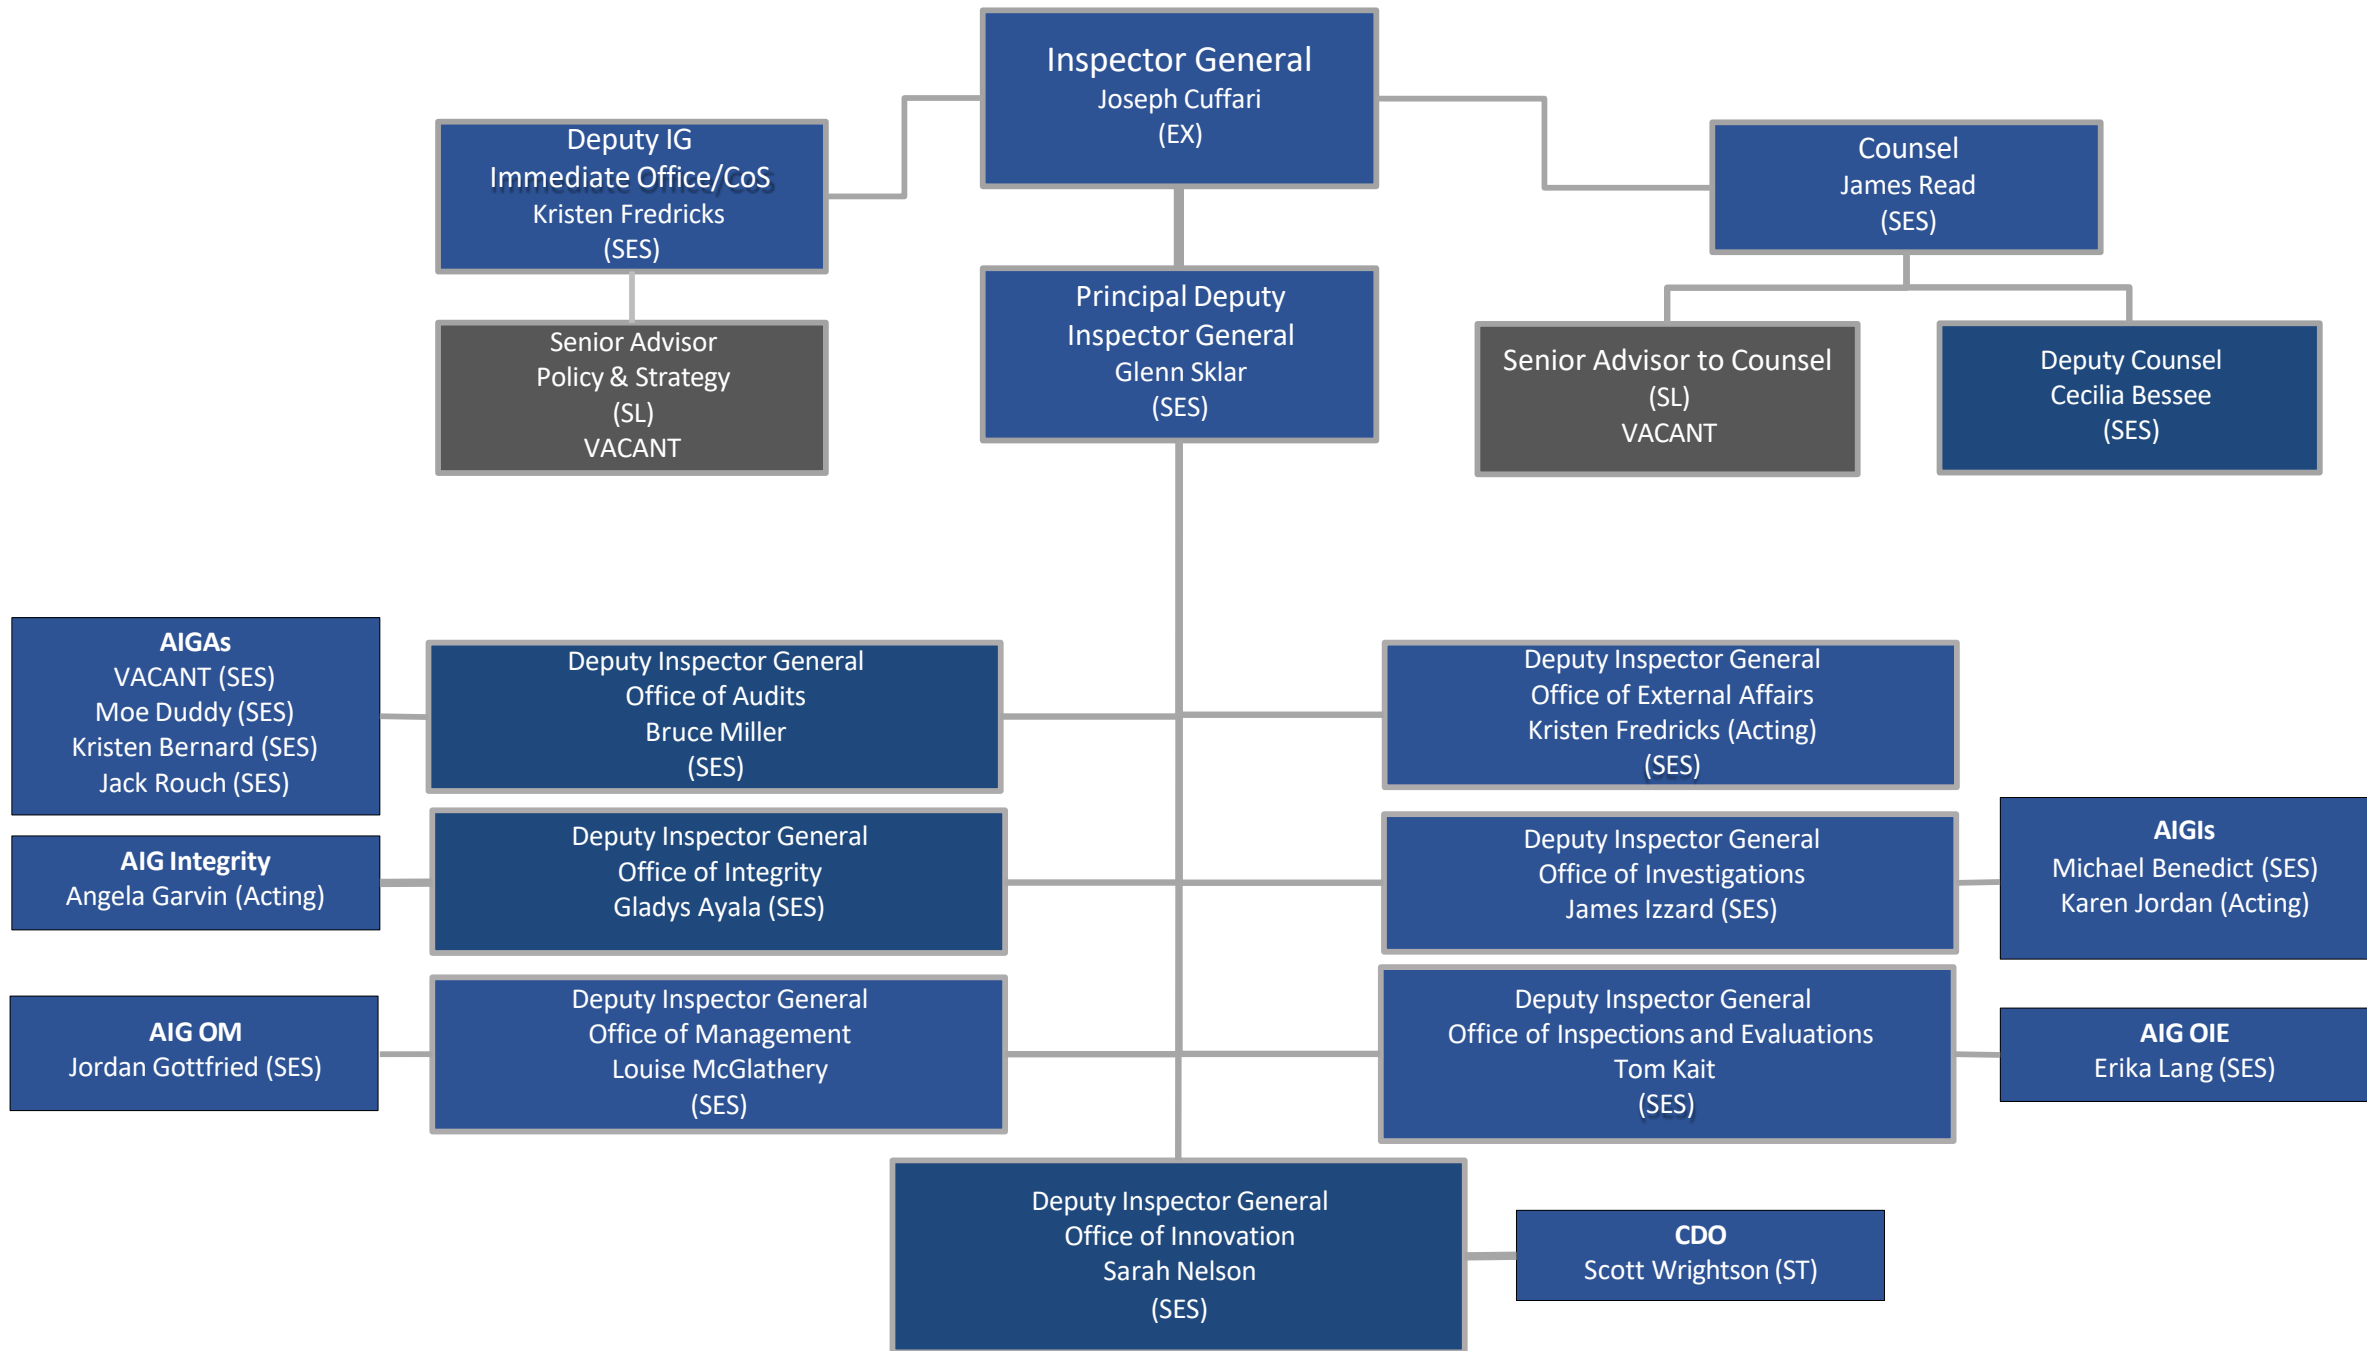 Inspector General
Joseph Cuffari
(EX)
Deputy IG
Immediate Office/CoS
Kristen Fredricks
(SES)
Counsel
James Read
(SES)
Principal Deputy
Inspector General
Glenn Sklar
(SES)
Senior Advisor
Policy & Strategy
(SL)
VACANT
Senior Advisor to Counsel
(SL)
VACANT
Deputy Counsel
Cecilia Bessee
(SES)
AIGAs
VACANT (SES)
Moe Duddy (SES)
Kristen Bernard (SES)
Jack Rouch (SES)
Deputy Inspector General
Office of Audits
Bruce Miller
(SES)
Deputy Inspector General
Office of External Affairs
Kristen Fredricks (Acting)
(SES)
AIG Integrity
Angela Garvin (Acting)
Deputy Inspector General
Office of Integrity
Gladys Ayala (SES)
Deputy Inspector General
Office of Investigations
James Izzard (SES)
AIGIs
Michael Benedict (SES)
Karen Jordan (Acting)
AIG OM
Jordan Gottfried (SES)
Deputy Inspector General
Office of Management
Louise McGlathery
(SES)
Deputy Inspector General
Office of Inspections and Evaluations
Tom Kait
(SES)
AIG OIE
Erika Lang (SES)
Deputy Inspector General
Office of Innovation
Sarah Nelson
(SES)
CDO
Scott Wrightson (ST)